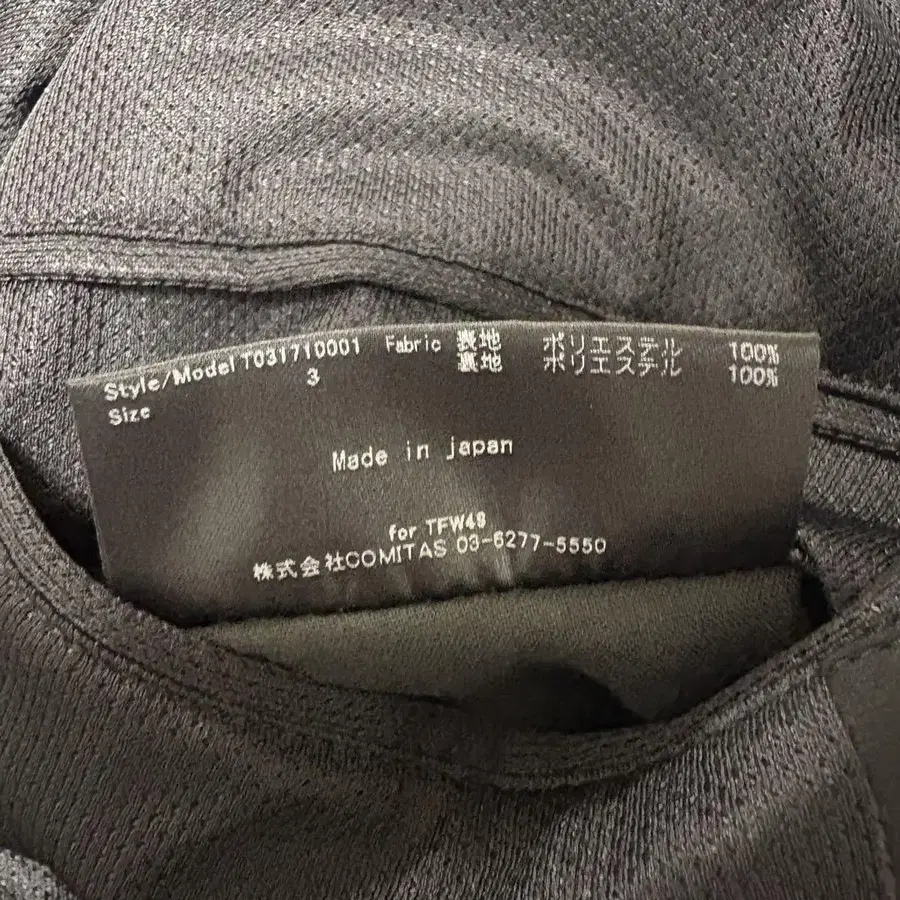 Style/Model T031710001 Fabric 表地 ポリエステル 100%
Size 3 裏地 ポリエステル 100%
Made in japan
for TFW49
株式会社COMITAS 03-6277-5550